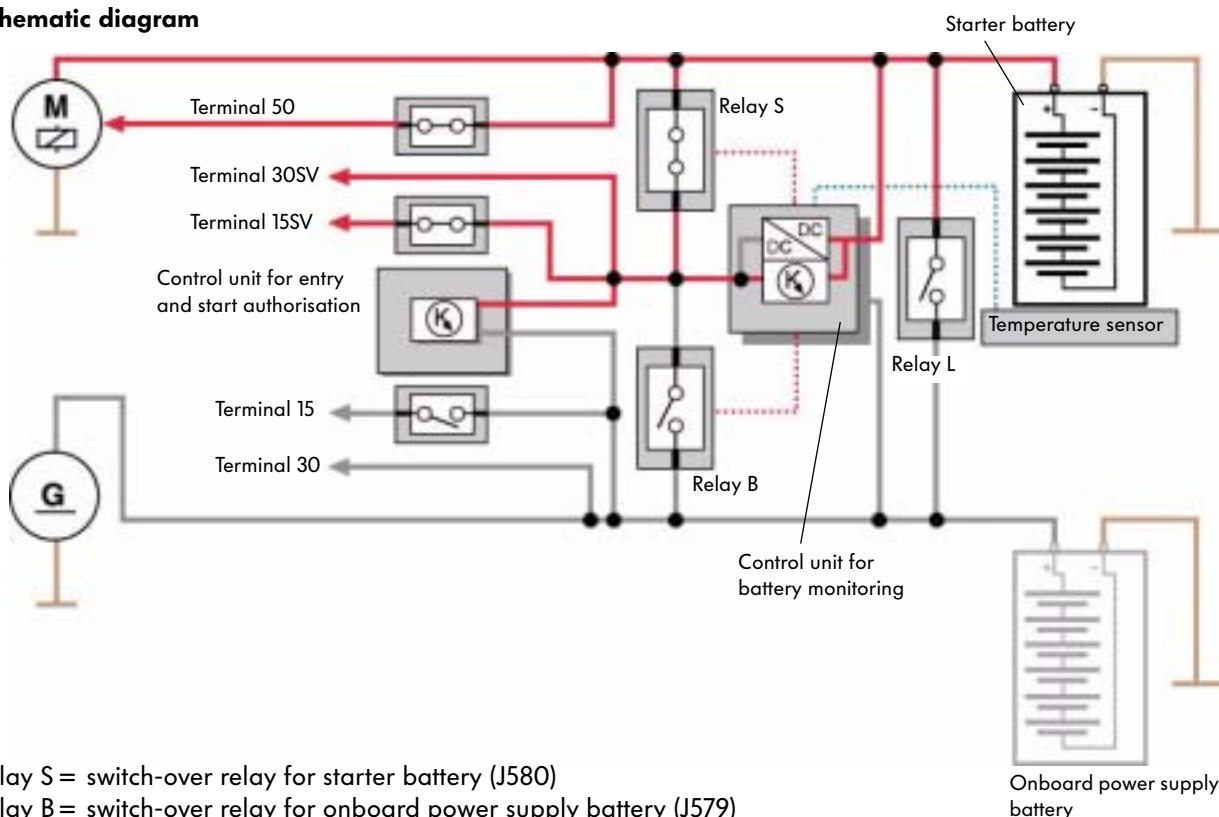 hematic diagram
Starter battery
M
Terminal 50
Relay S
Terminal 30SV
Terminal 15SV
DC
DC
Control unit for entry
and start authorisation
K
K
Temperature sensor
Relay L
Terminal 15
Terminal 30
G
Relay B
Control unit for
battery monitoring
+
-
+
-
lay S = switch-over relay for starter battery (J580)
lay B = switch-over relay for onboard power supply battery (J579)
Onboard power supply
battery